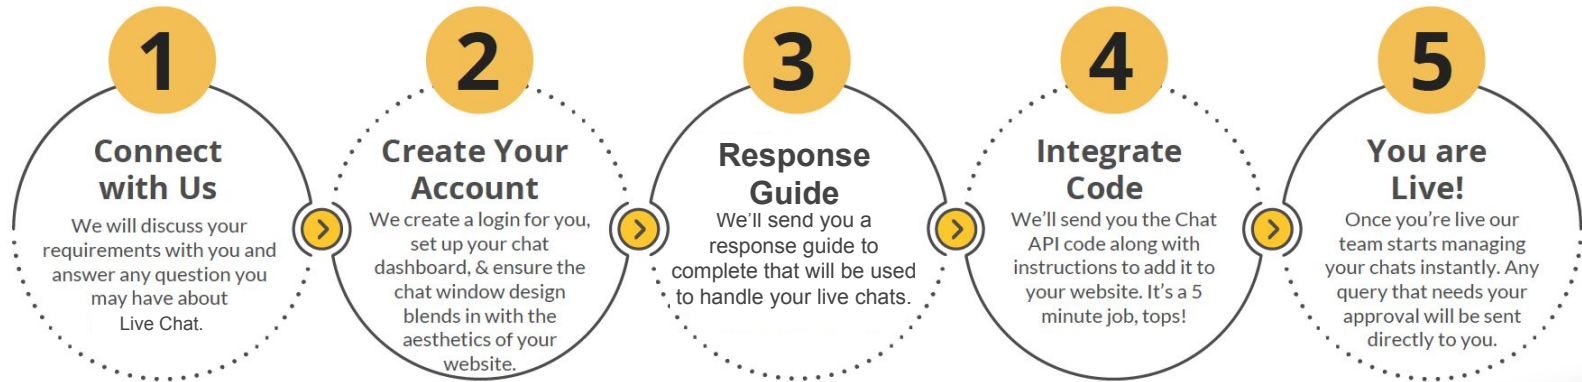 1
Connect
with Us
We will discuss your
requirements with you and
answer any question you
may have about
Live Chat.
2
Create Your
Account
We create a login for you,
set up your chat
dashboard, & ensure the
chat window design
blends in with the
aesthetics of your
website.
3
Response
Guide
We'll send you a
response guide to
complete that will be used
to handle your live chats.
4
Integrate
Code
We'll send you the Chat
API code along with
instructions to add it to
your website. It's a 5
minute job, tops!
5
You are
Live!
Once you're live our
team starts managing
your chats instantly. Any
query that needs your
approval will be sent
directly to you.